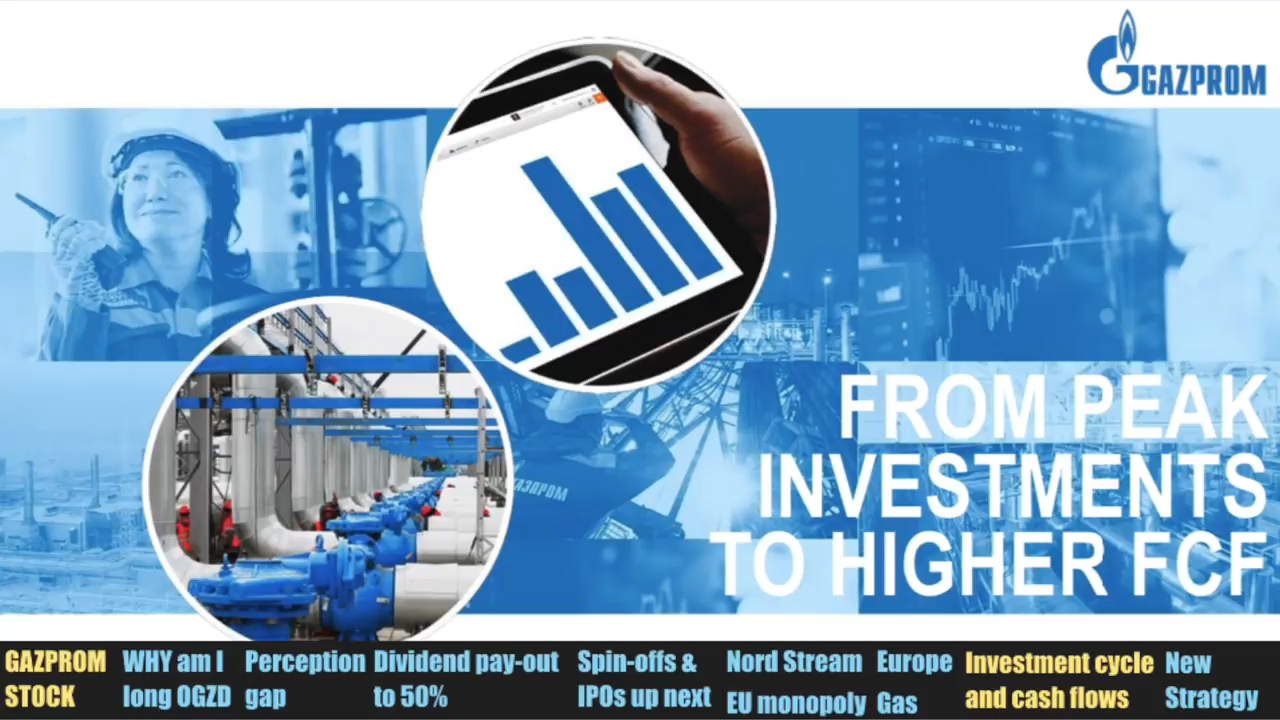 GAZPROM
FROM PEAK
INVESTMENTS
TO HIGHER FCF
ГАЗПРОМ
GAZPROM STOCK
WHY am I long OGZD
Perception gap
Dividend pay-out to 50%
Spin-offs & IPOs up next
Nord Stream EU monopoly
Europe Gas
Investment cycle and cash flows
New Strategy